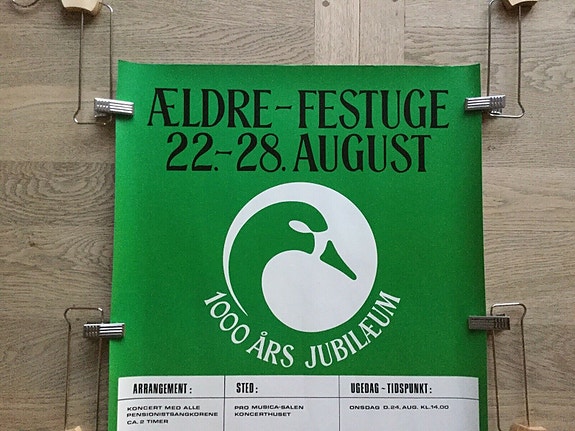 ÆLDRE-FESTUGE
22.-28. AUGUST
1000 ÅRS JUBILÆUM
ARRANGEMENT: STED: UGEDAG-TIDSPUNKT:
KONCERT MED ALLE PRO MUSICA-SALEN ONSDAG D.24. AUG. KL.14.00
PENSIONISTSANGKORENE KONCERTHUSET
CA. 2 TIMER